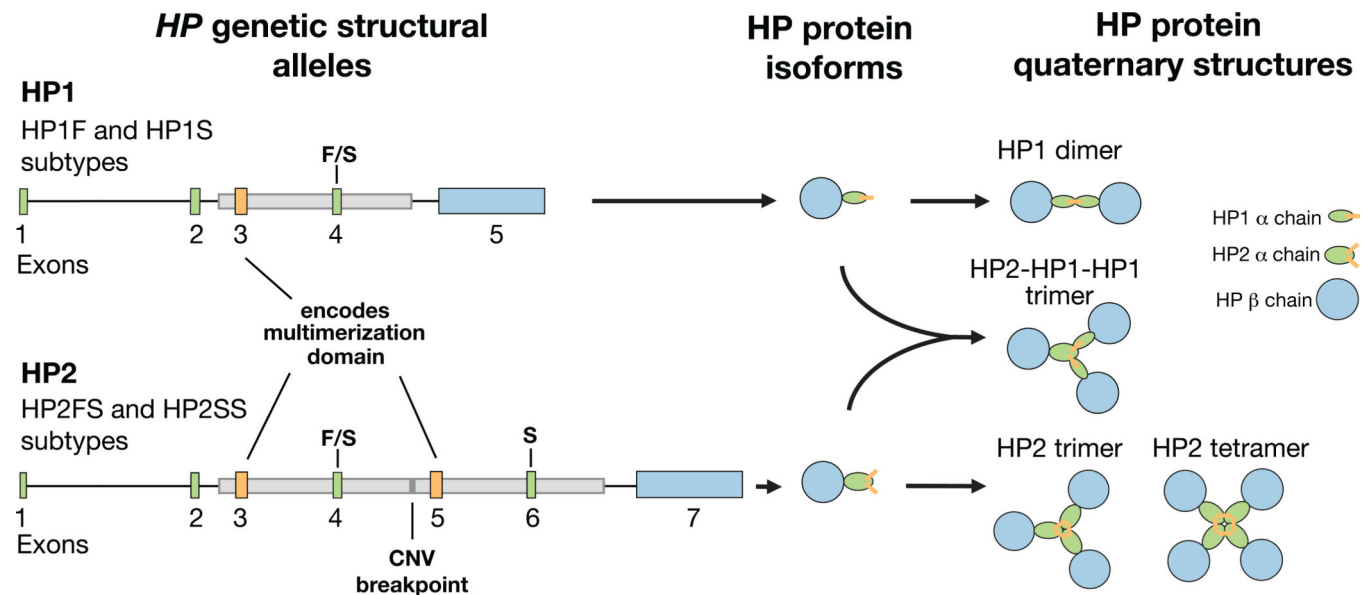 HP genetic structural
alleles
HP protein
isoforms
HP protein
quaternary structures
HP1
HP1F and HP1S
subtypes
F/S
1
2
3
4
5
Exons
HP1 dimer
HP2-HP1-HP1
trimer
HP1 α chain
HP2 α chain
HP β chain
encodes
multimerization
domain
HP2
HP2FS and HP2SS
subtypes
F/S
S
1
2
3
4
5
6
7
Exons
CNV
breakpoint
HP2 trimer
HP2 tetramer